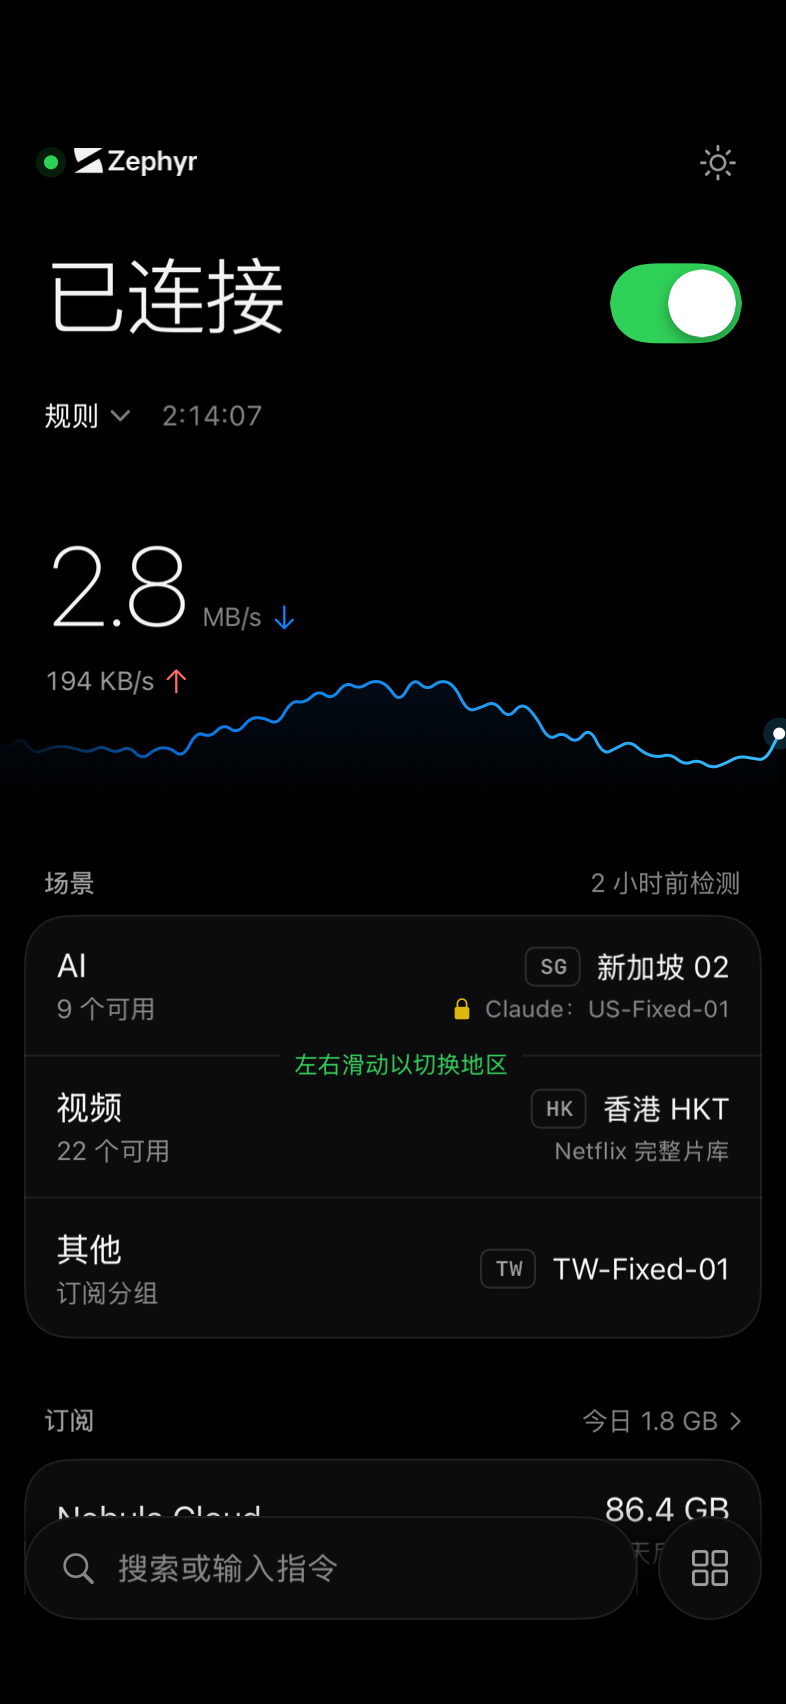 Zephyr
已连接
规则 2:14:07
2.8 MB/s ↓
194 KB/s ↑
场景 2 小时前检测
AI SG 新加坡 02
9 个可用 Claude: US-Fixed-01
左右滑动以切换地区
视频 HK 香港 HKT
22 个可用 Netflix 完整片库
其他 TW TW-Fixed-01
订阅分组
订阅 今日 1.8 GB
Nebula Cloud 86.4 GB
天
搜索或输入指令